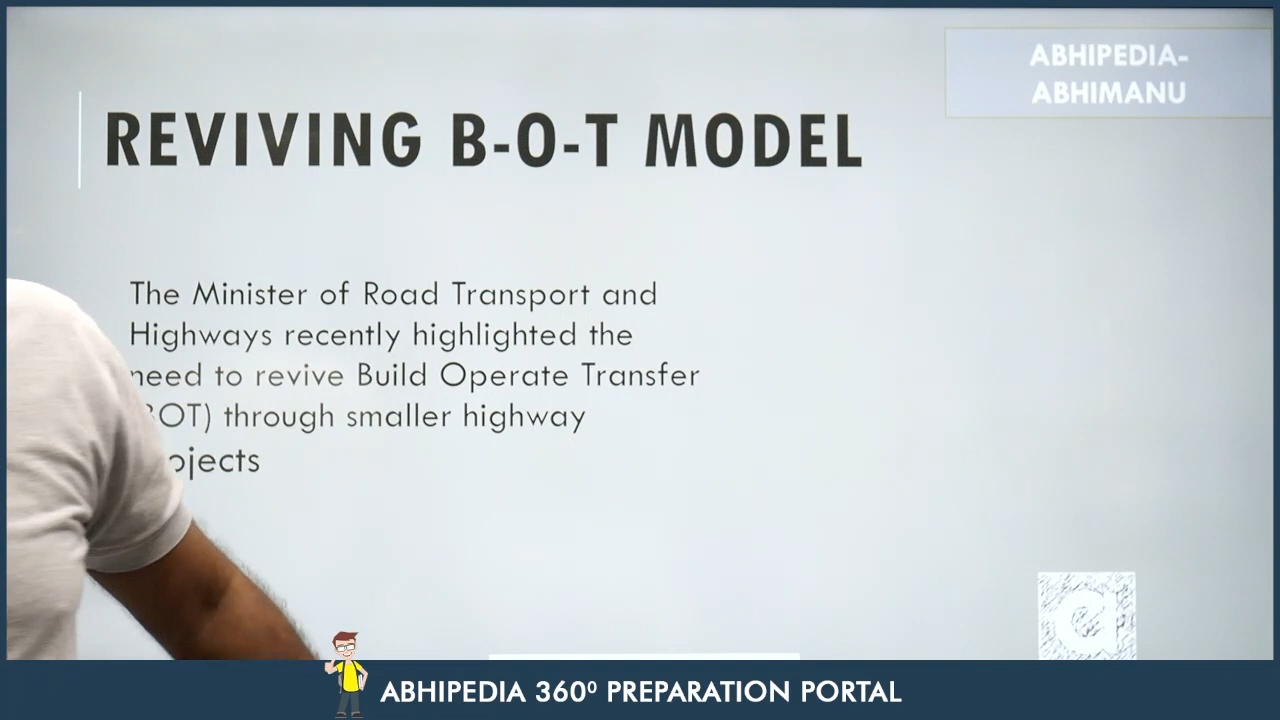 ABHIPEDIA-
ABHIMANU
REVIVING B-O-T MODEL
The Minister of Road Transport and
Highways recently highlighted the
need to revive Build Operate Transfer
BOT) through smaller highway
ojects
ABHIPEDIA 360⁰ PREPARATION PORTAL